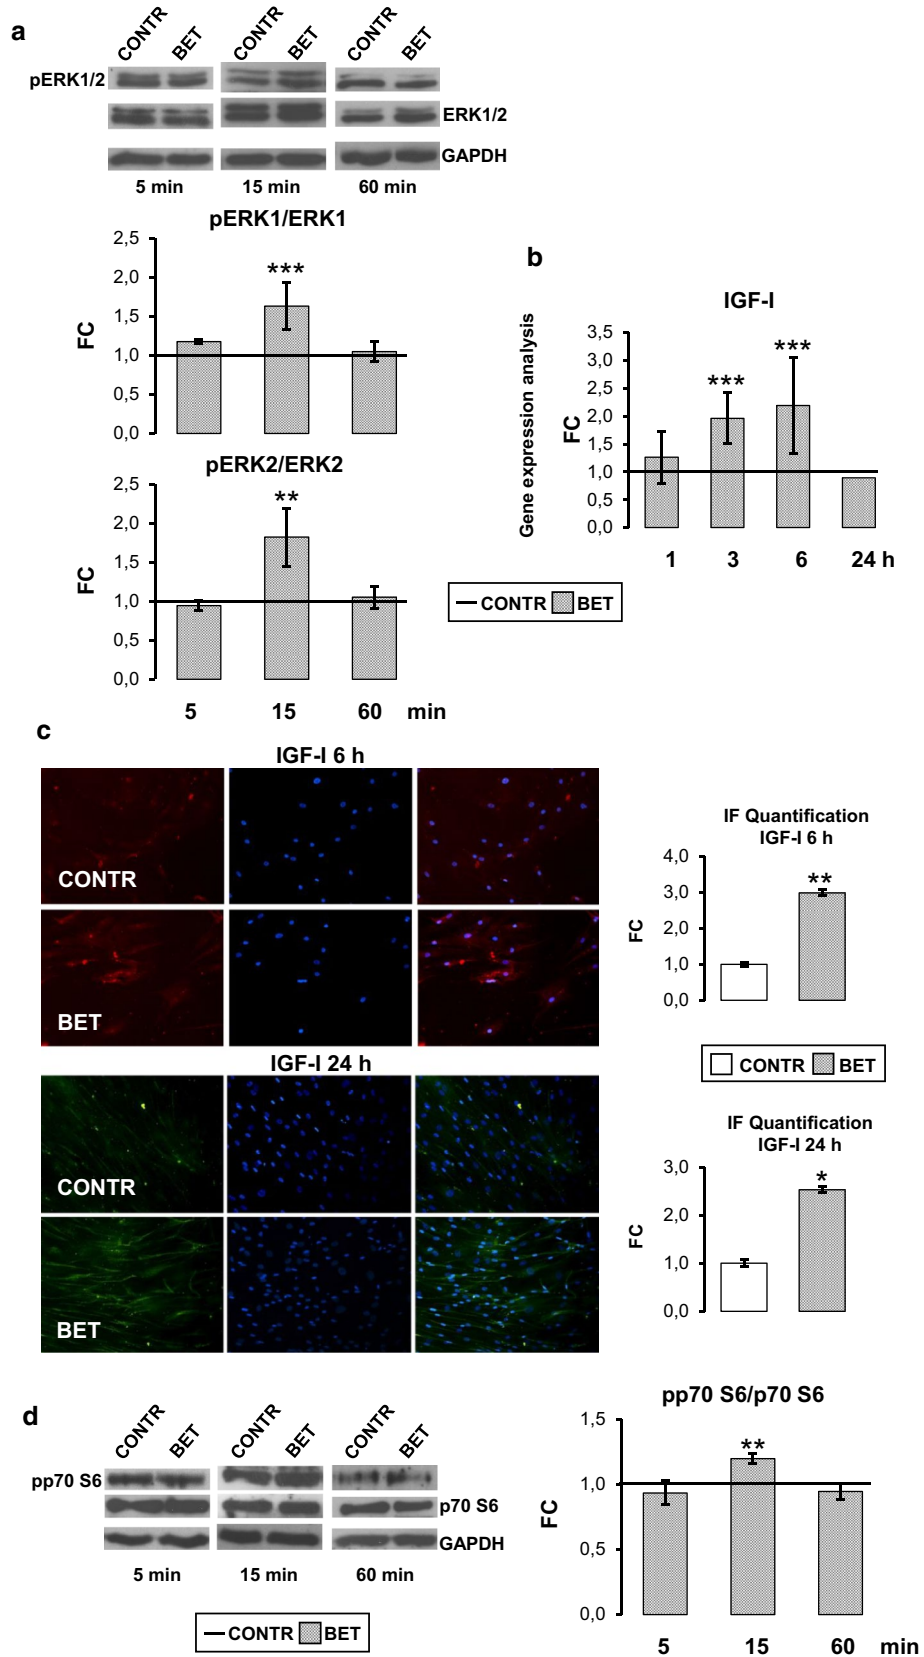 a
CONTR BET CONTR BET CONTR BET
pERK1/2
ERK1/2
GAPDH
5 min 15 min 60 min
pERK1/ERK1
FC
2,5
2,0
1,5
1,0
0,5
0,0
***
pERK2/ERK2
FC
2,5
2,0
1,5
1,0
0,5
0,0
**
5 15 60 min
b
IGF-I
Gene expression analysis
FC
3,5
3,0
2,5
2,0
1,5
1,0
0,5
0,0
*** ***
1 3 6 24 h
CONTR BET
c
IGF-I 6 h
CONTR
BET
IGF-I 24 h
CONTR
BET
IF Quantification
IGF-I 6 h
FC
4,0
3,0
2,0
1,0
0,0
**
CONTR BET
IF Quantification
IGF-I 24 h
FC
3,0
2,0
1,0
0,0
*
d
CONTR BET CONTR BET CONTR BET
pp70 S6
p70 S6
GAPDH
5 min 15 min 60 min
CONTR BET
pp70 S6/p70 S6
FC
1,5
1,0
0,5
0,0
**
5 15 60 min